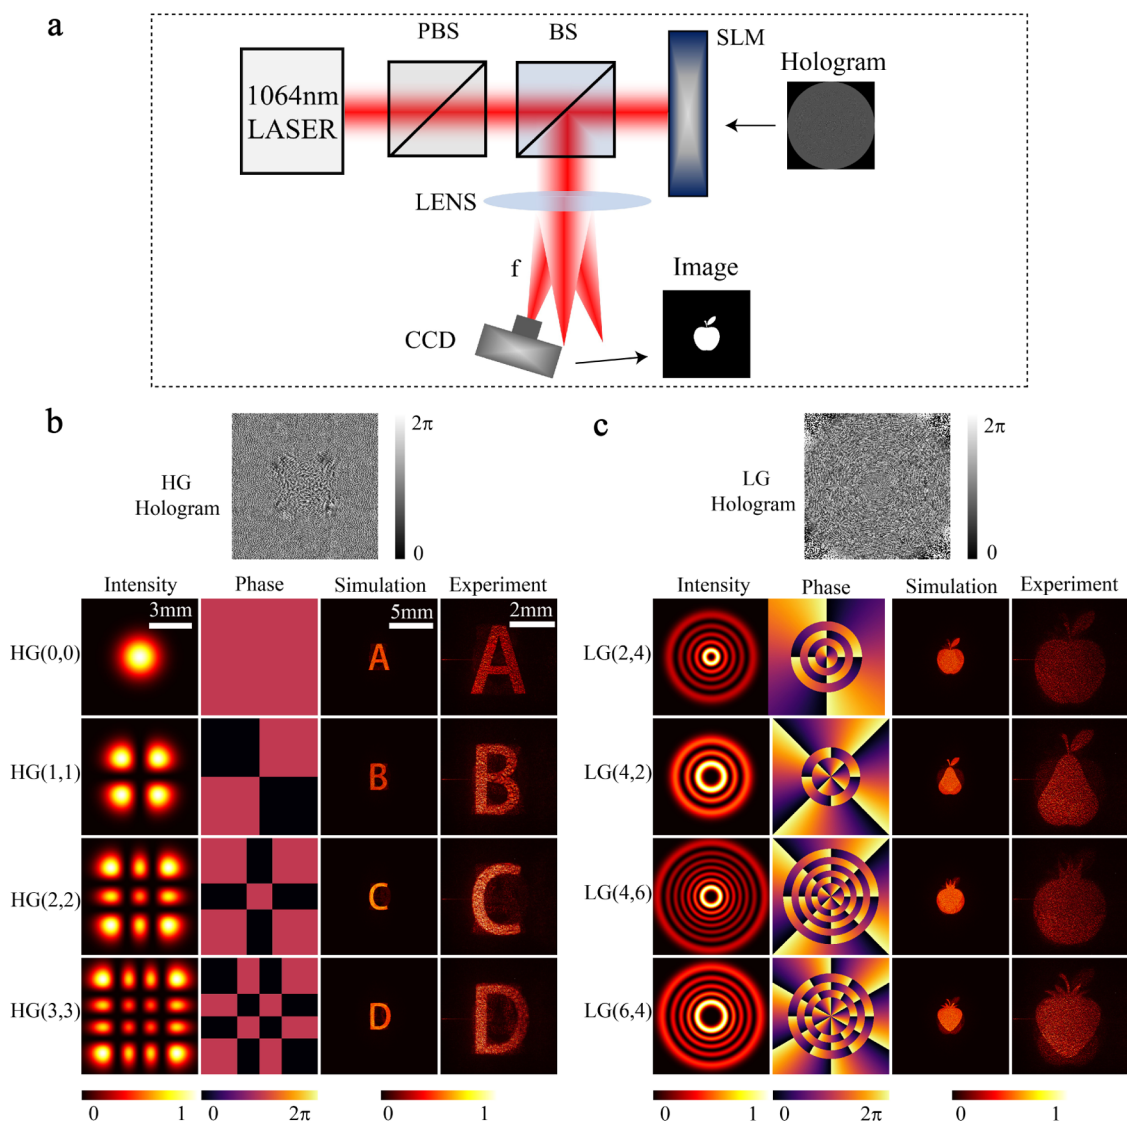 a
PBS
BS
SLM
Hologram
1064nm
LASER
LENS
f
Image
CCD
b
2π
HG
Hologram
0
Intensity
Phase
Simulation
Experiment
3mm
5mm
2mm
HG(0,0)
A
A
HG(1,1)
B
B
HG(2,2)
C
C
HG(3,3)
D
D
0
1
0
2π
0
1
c
2π
LG
Hologram
0
Intensity
Phase
Simulation
Experiment
LG(2,4)
LG(4,2)
LG(4,6)
LG(6,4)
0
1
0
2π
0
1